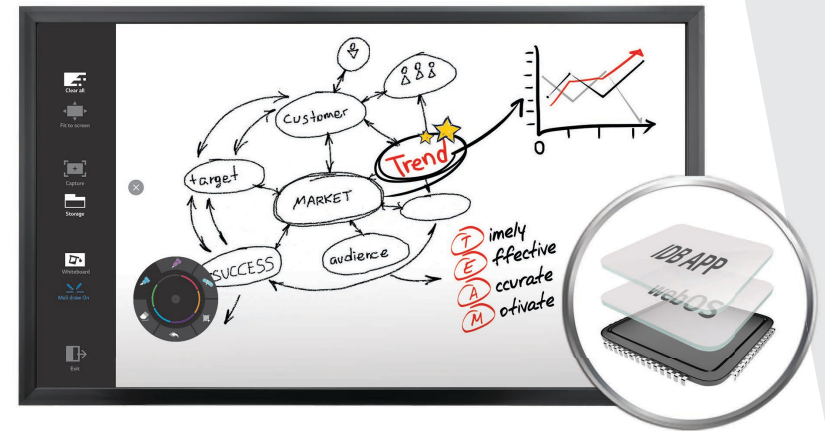 Clear all
Fit to screen
Capture
Storage
Whiteboard
Multi draw On
Exit
Customer
Trend
target
MARKET
SUCCESS
audience
0
T imely
E ffective
A ccurate
M otivate
IDB APP
webOS